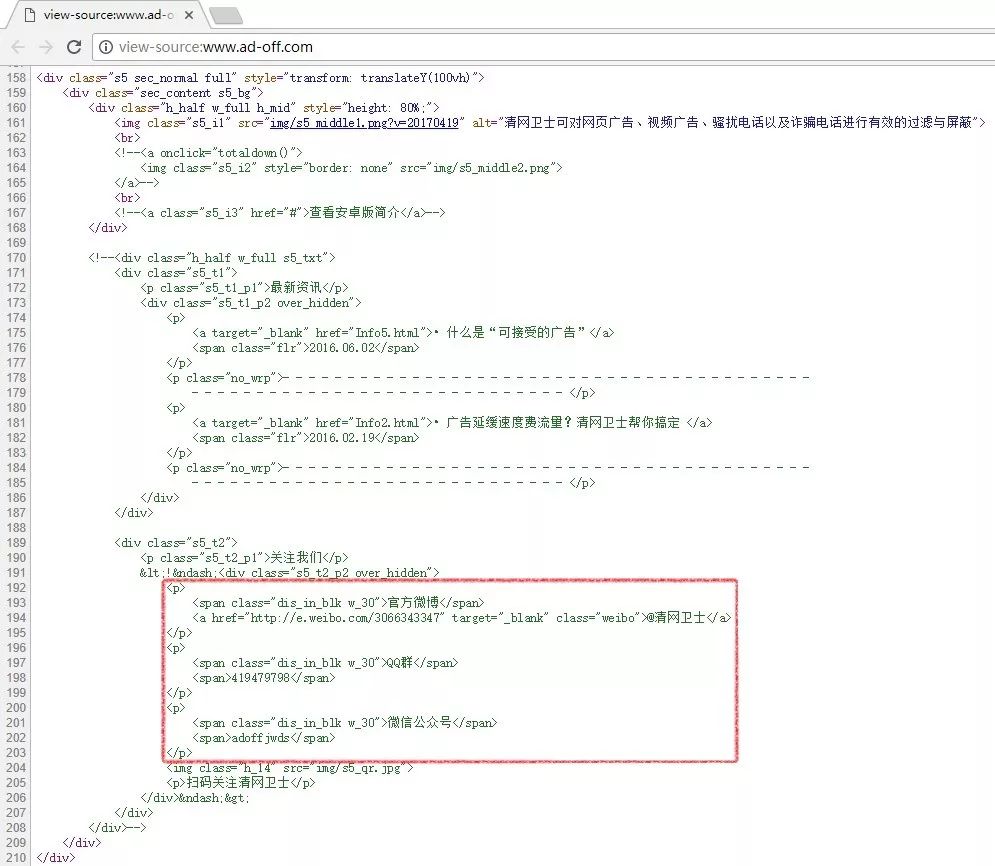 view-source:www.ad-o
view-source:www.ad-off.com
158 <div class="s5 sec_normal full" style="transform: translateY(100vh)">
159 <div class="sec_content s5_bg">
160 <div class="h_half w_full h_mid" style="height: 80%;">
161 <img class="s5_i1" src="img/s5_middle1.png?v=20170419" alt="清网卫士可对网页广告、视频广告、骚扰电话以及诈骗电话进行有效的过滤与屏蔽">
162 <br>
163 <!--<a onclick="totaldown()">
164 <img class="s5_i2" style="border: none" src="img/s5_middle2.png">
165 </a>-->
166 <br>
167 <!--<a class="s5_i3" href="#">查看安卓版简介</a>-->
168 </div>
169
170 <!--<div class="h_half w_full s5_txt">
171 <div class="s5_t1">
172 <p class="s5_t1_p1">最新资讯</p>
173 <div class="s5_t1_p2 over_hidden">
174 <p>
175 <a target="_blank" href="Info5.html">• 什么是“可接受的广告”</a>
176 <span class="flr">2016.06.02</span>
177 </p>
178 <p class="no_wrp">- - - - - - - - - - - - - - - - - - - - - - - - - - - - - - - - - - - - - - - - -
179 - - - - - - - - - - - - - - - - - - - - - - - - - - - - - </p>
180 <p>
181 <a target="_blank" href="Info2.html">• 广告延缓速度费流量？清网卫士帮你搞定 </a>
182 <span class="flr">2016.02.19</span>
183 </p>
184 <p class="no_wrp">- - - - - - - - - - - - - - - - - - - - - - - - - - - - - - - - - - - - - - - - -
185 - - - - - - - - - - - - - - - - - - - - - - - - - - - - - </p>
186 </div>
187 </div>
188
189 <div class="s5_t2">
190 <p class="s5_t2_p1">关注我们</p>
191 &lt;!&ndash;<div class="s5_t2_p2 over_hidden">
192 <p>
193 <span class="dis_in_blk w_30">官方微博</span>
194 <a href="http://e.weibo.com/3066343347" target="_blank" class="weibo">@清网卫士</a>
195 </p>
196 <p>
197 <span class="dis_in_blk w_30">QQ群</span>
198 <span>419479798</span>
199 </p>
200 <p>
201 <span class="dis_in_blk w_30">微信公众号</span>
202 <span>adoffjwds</span>
203 </p>
204 <img class="h_14" src="img/s5_qr.jpg">
205 <p>扫码关注清网卫士</p>
206 </div>&ndash;&gt;
207 </div>
208 </div>-->
209 </div>
210 </div>